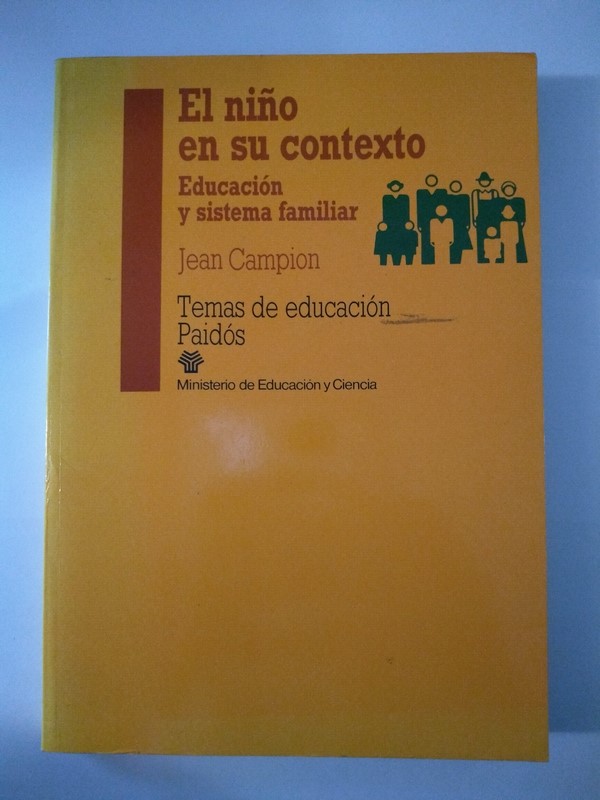 El niño
en su contexto
Educación
y sistema familiar
Jean Campion
Temas de educación
Paidós
Ministerio de Educación y Ciencia